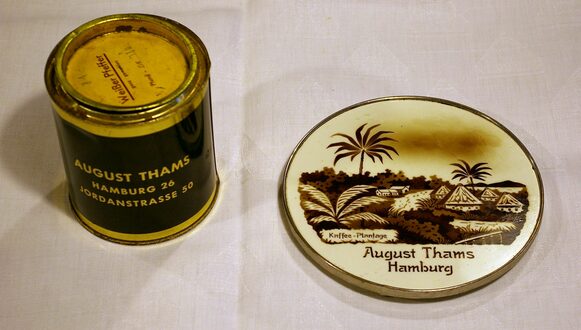 Weißer Pfeffer
AUGUST THAMS
HAMBURG 26
JORDANSTRASSE 50
Kaffee-Plantage
August Thams
Hamburg